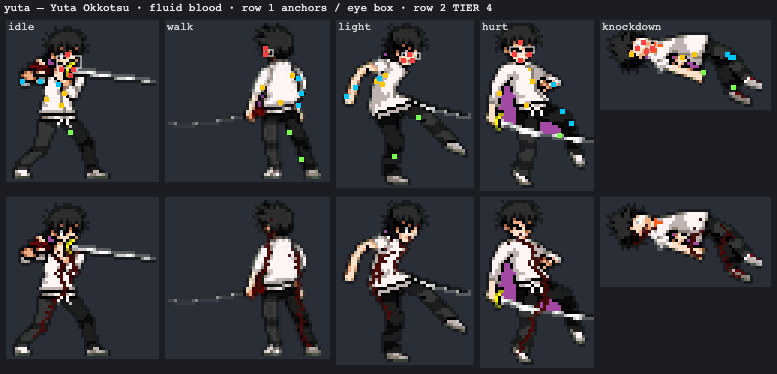 yuta — Yuta Okkotsu · fluid blood · row 1 anchors / eye box · row 2 TIER 4
idle
walk
light
hurt
knockdown